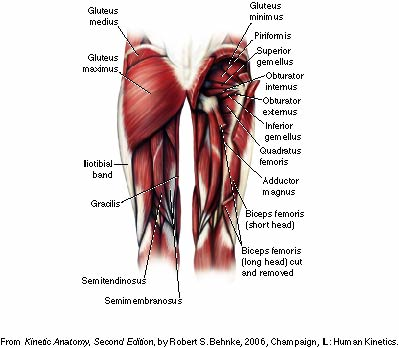 Gluteus
medius
Gluteus
maximus
Iliotibial
band
Gracilis
Semitendinosus
Semimembranosus
Gluteus
minimus
Piriformis
Superior
gemellus
Obturator
internus
Obturator
externus
Inferior
gemellus
Quadratus
femoris
Adductor
magnus
Biceps femoris
(short head)
Biceps femoris
(long head) cut
and removed
From Kinetic Anatomy, Second Edition, by Robert S. Behnke, 2006, Champaign, L: Human Kinetics.